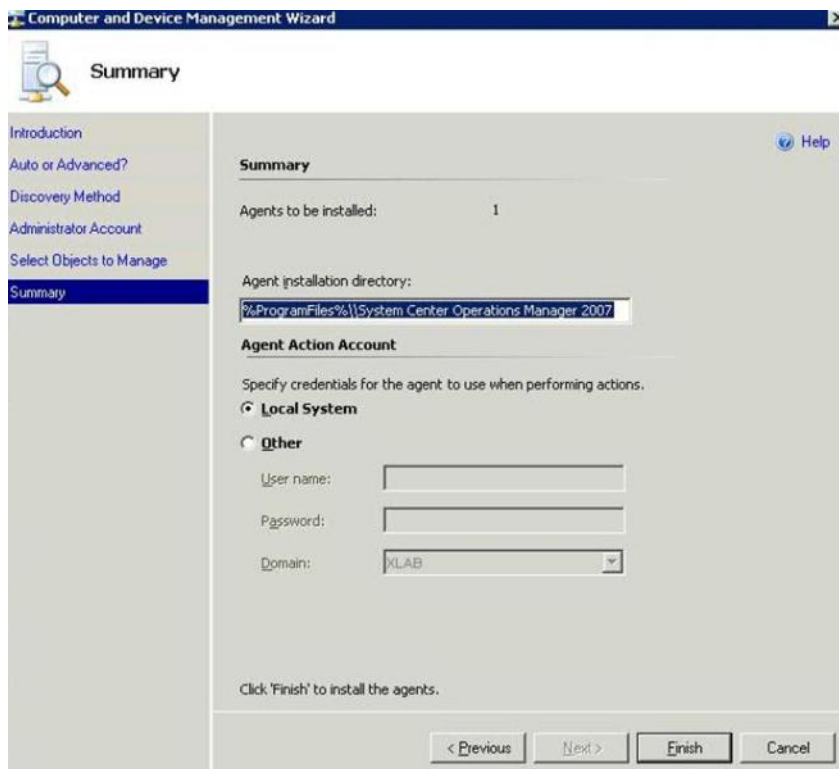 Computer and Device Management Wizard
Summary
Introduction
Auto or Advanced?
Discovery Method
Administrator Account
Select Objects to Manage
Summary
Help
Summary
Agents to be installed: 1
Agent installation directory:
%ProgramFiles%\\System Center Operations Manager 2007
Agent Action Account
Specify credentials for the agent to use when performing actions.
Local System
Other
User name:
Password:
Domain: XLAB
Click 'Finish' to install the agents.
< Previous Next > Finish Cancel